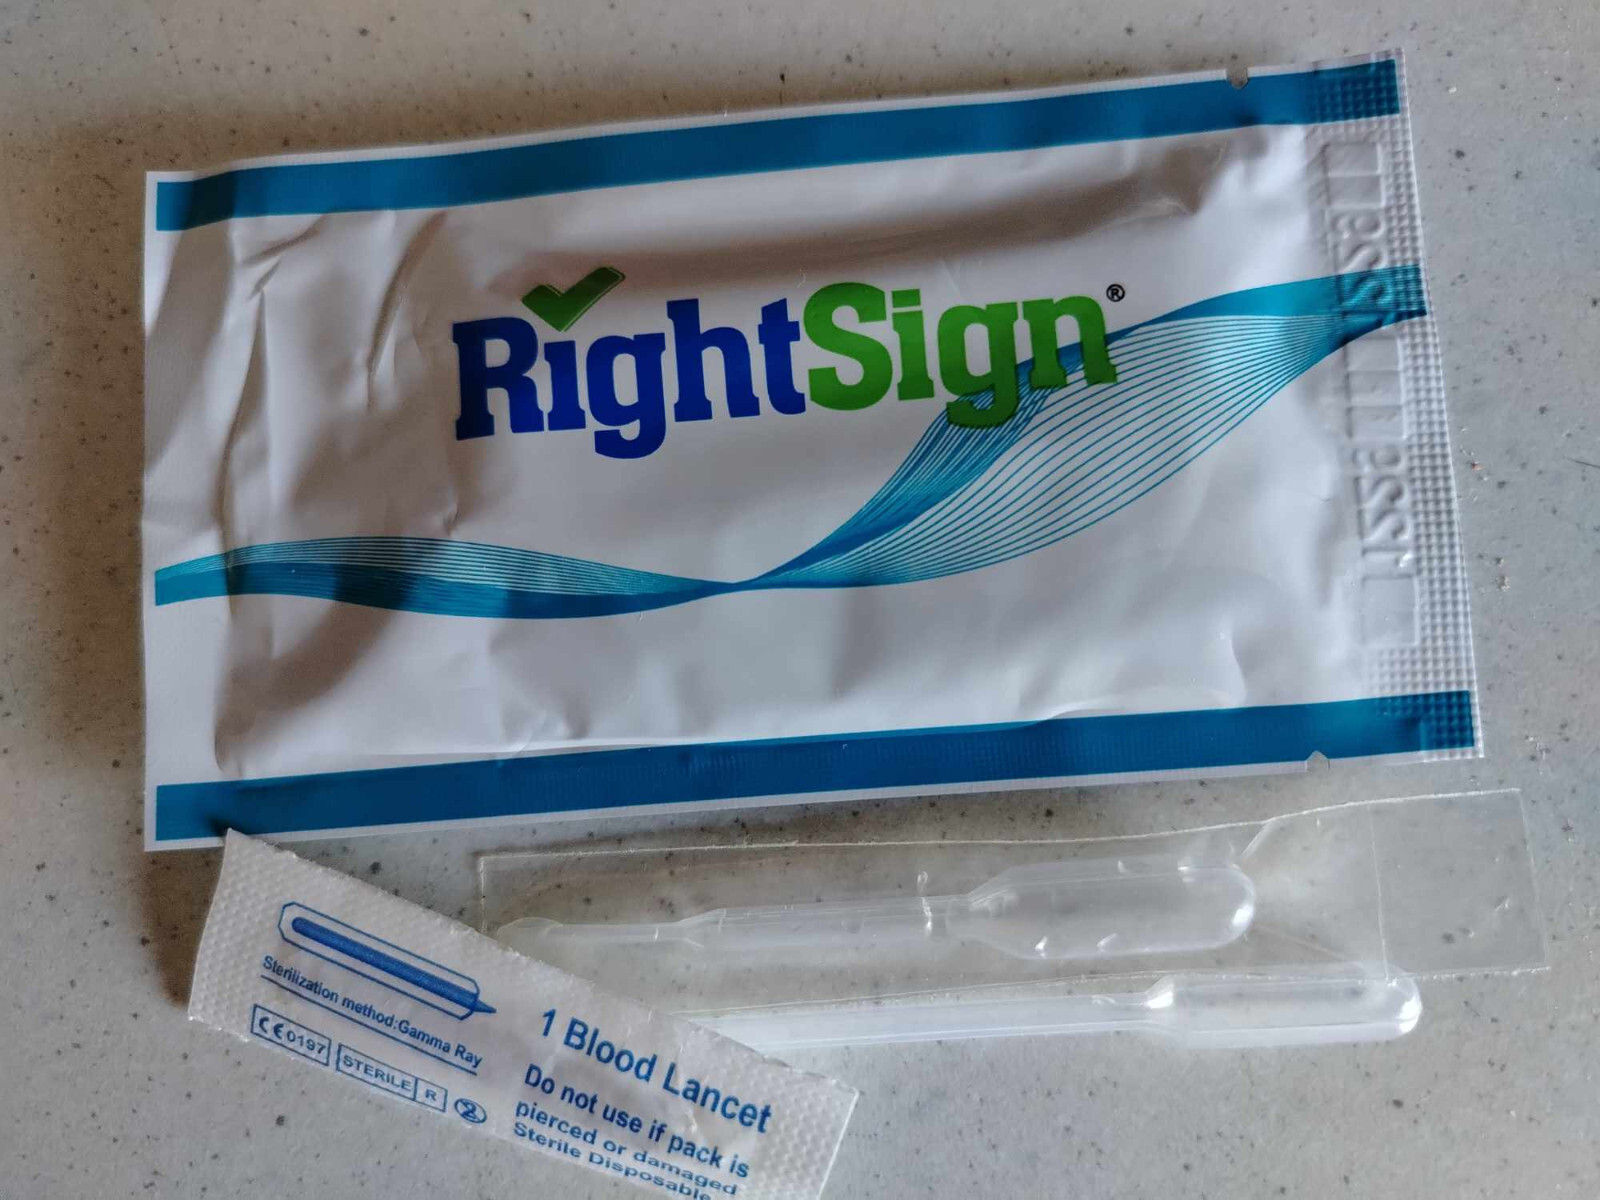 RightSign®
Sterilization method:Gamma Ray
CE 0197 STERILE R 2
1 Blood Lancet
Do not use if pack is
pierced or damaged
Sterile Disposable